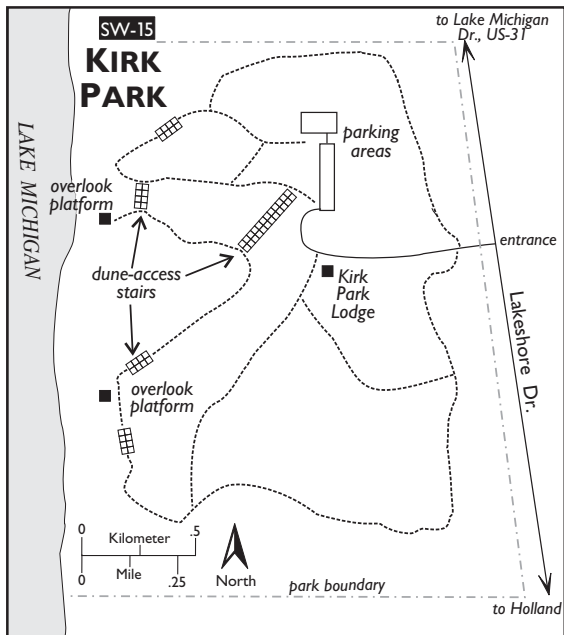 SW-15
KIRK
PARK
to Lake Michigan
Dr., US-31
LAKE MICHIGAN
parking
areas
overlook
platform
entrance
dune-access
stairs
Kirk
Park
Lodge
Lakeshore Dr.
overlook
platform
0 .5
Kilometer
Mile
0 .25
North
park boundary
to Holland